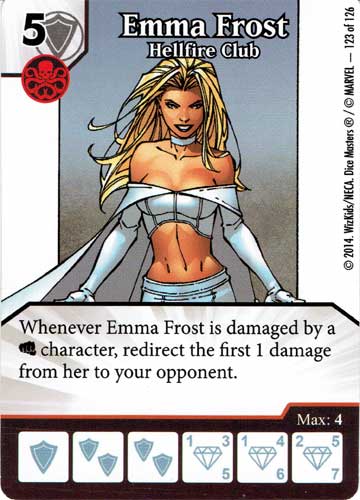 5
Emma Frost
Hellfire Club
© 2014. WizKids/NECA. Dice Masters ® / © MARVEL — 123 of 126
Whenever Emma Frost is damaged by a
character, redirect the first 1 damage
from her to your opponent.
Max: 4
1 3
5
1 4
6
2 5
7